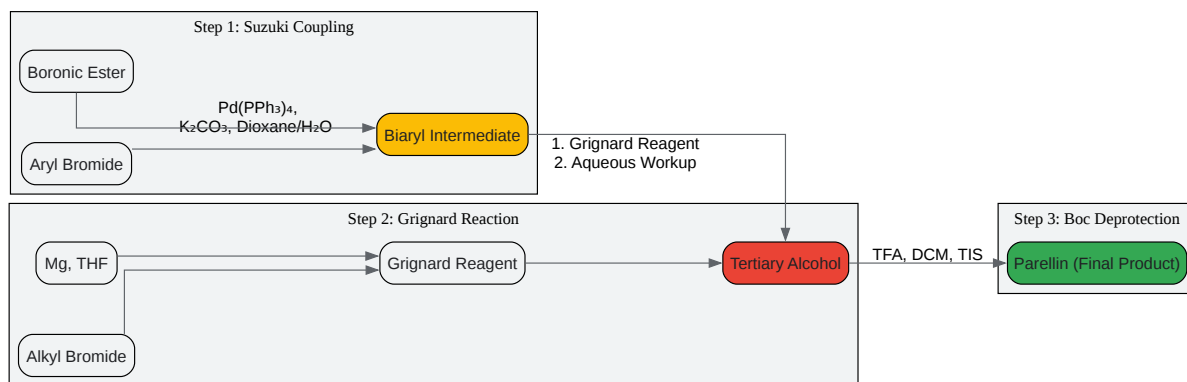 Step 1: Suzuki Coupling
Boronic Ester
Pd(PPh₃)₄,
K₂CO₃, Dioxane/H₂O
Biaryl Intermediate
Aryl Bromide
1. Grignard Reagent
2. Aqueous Workup
Step 2: Grignard Reaction
Mg, THF
Grignard Reagent
Tertiary Alcohol
Alkyl Bromide
TFA, DCM, TIS
Step 3: Boc Deprotection
Parellin (Final Product)